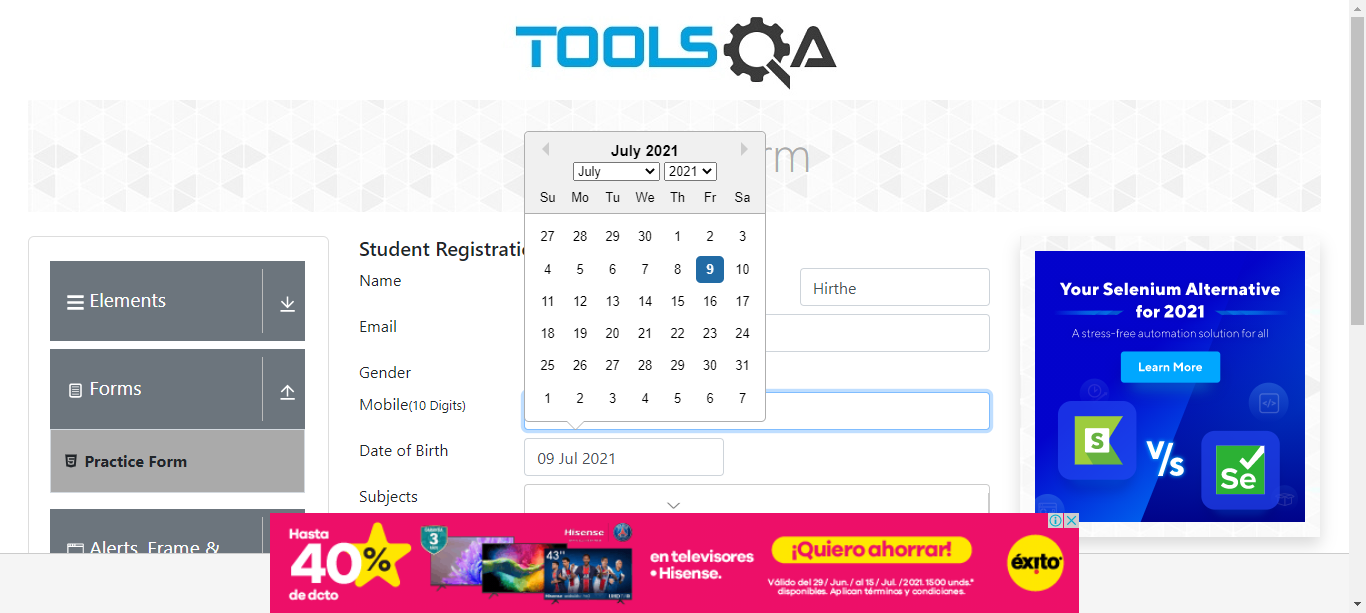 TOOLSQA
rm
July 2021
July 2021
Su Mo Tu We Th Fr Sa
27 28 29 30 1 2 3
4 5 6 7 8 9 10
11 12 13 14 15 16 17
18 19 20 21 22 23 24
25 26 27 28 29 30 31
1 2 3 4 5 6 7
Elements
Forms
Practice Form
Alerts, Frame &
Student Registrati
Name
Hirthe
Email
Gender
Mobile(10 Digits)
Date of Birth
09 Jul 2021
Subjects
Your Selenium Alternative
for 2021
A stress-free automation solution for all
Learn More
S
V/s
Se
Hasta
40%
de dcto
3
43"
Hisense
en televisores
•Hisense.
¡Quiero ahorrar!
Válido del 29 / Jun. / al 15 / Jul. /2021. 1500 unds.*
disponibles. Aplican términos y condiciones.
éxito